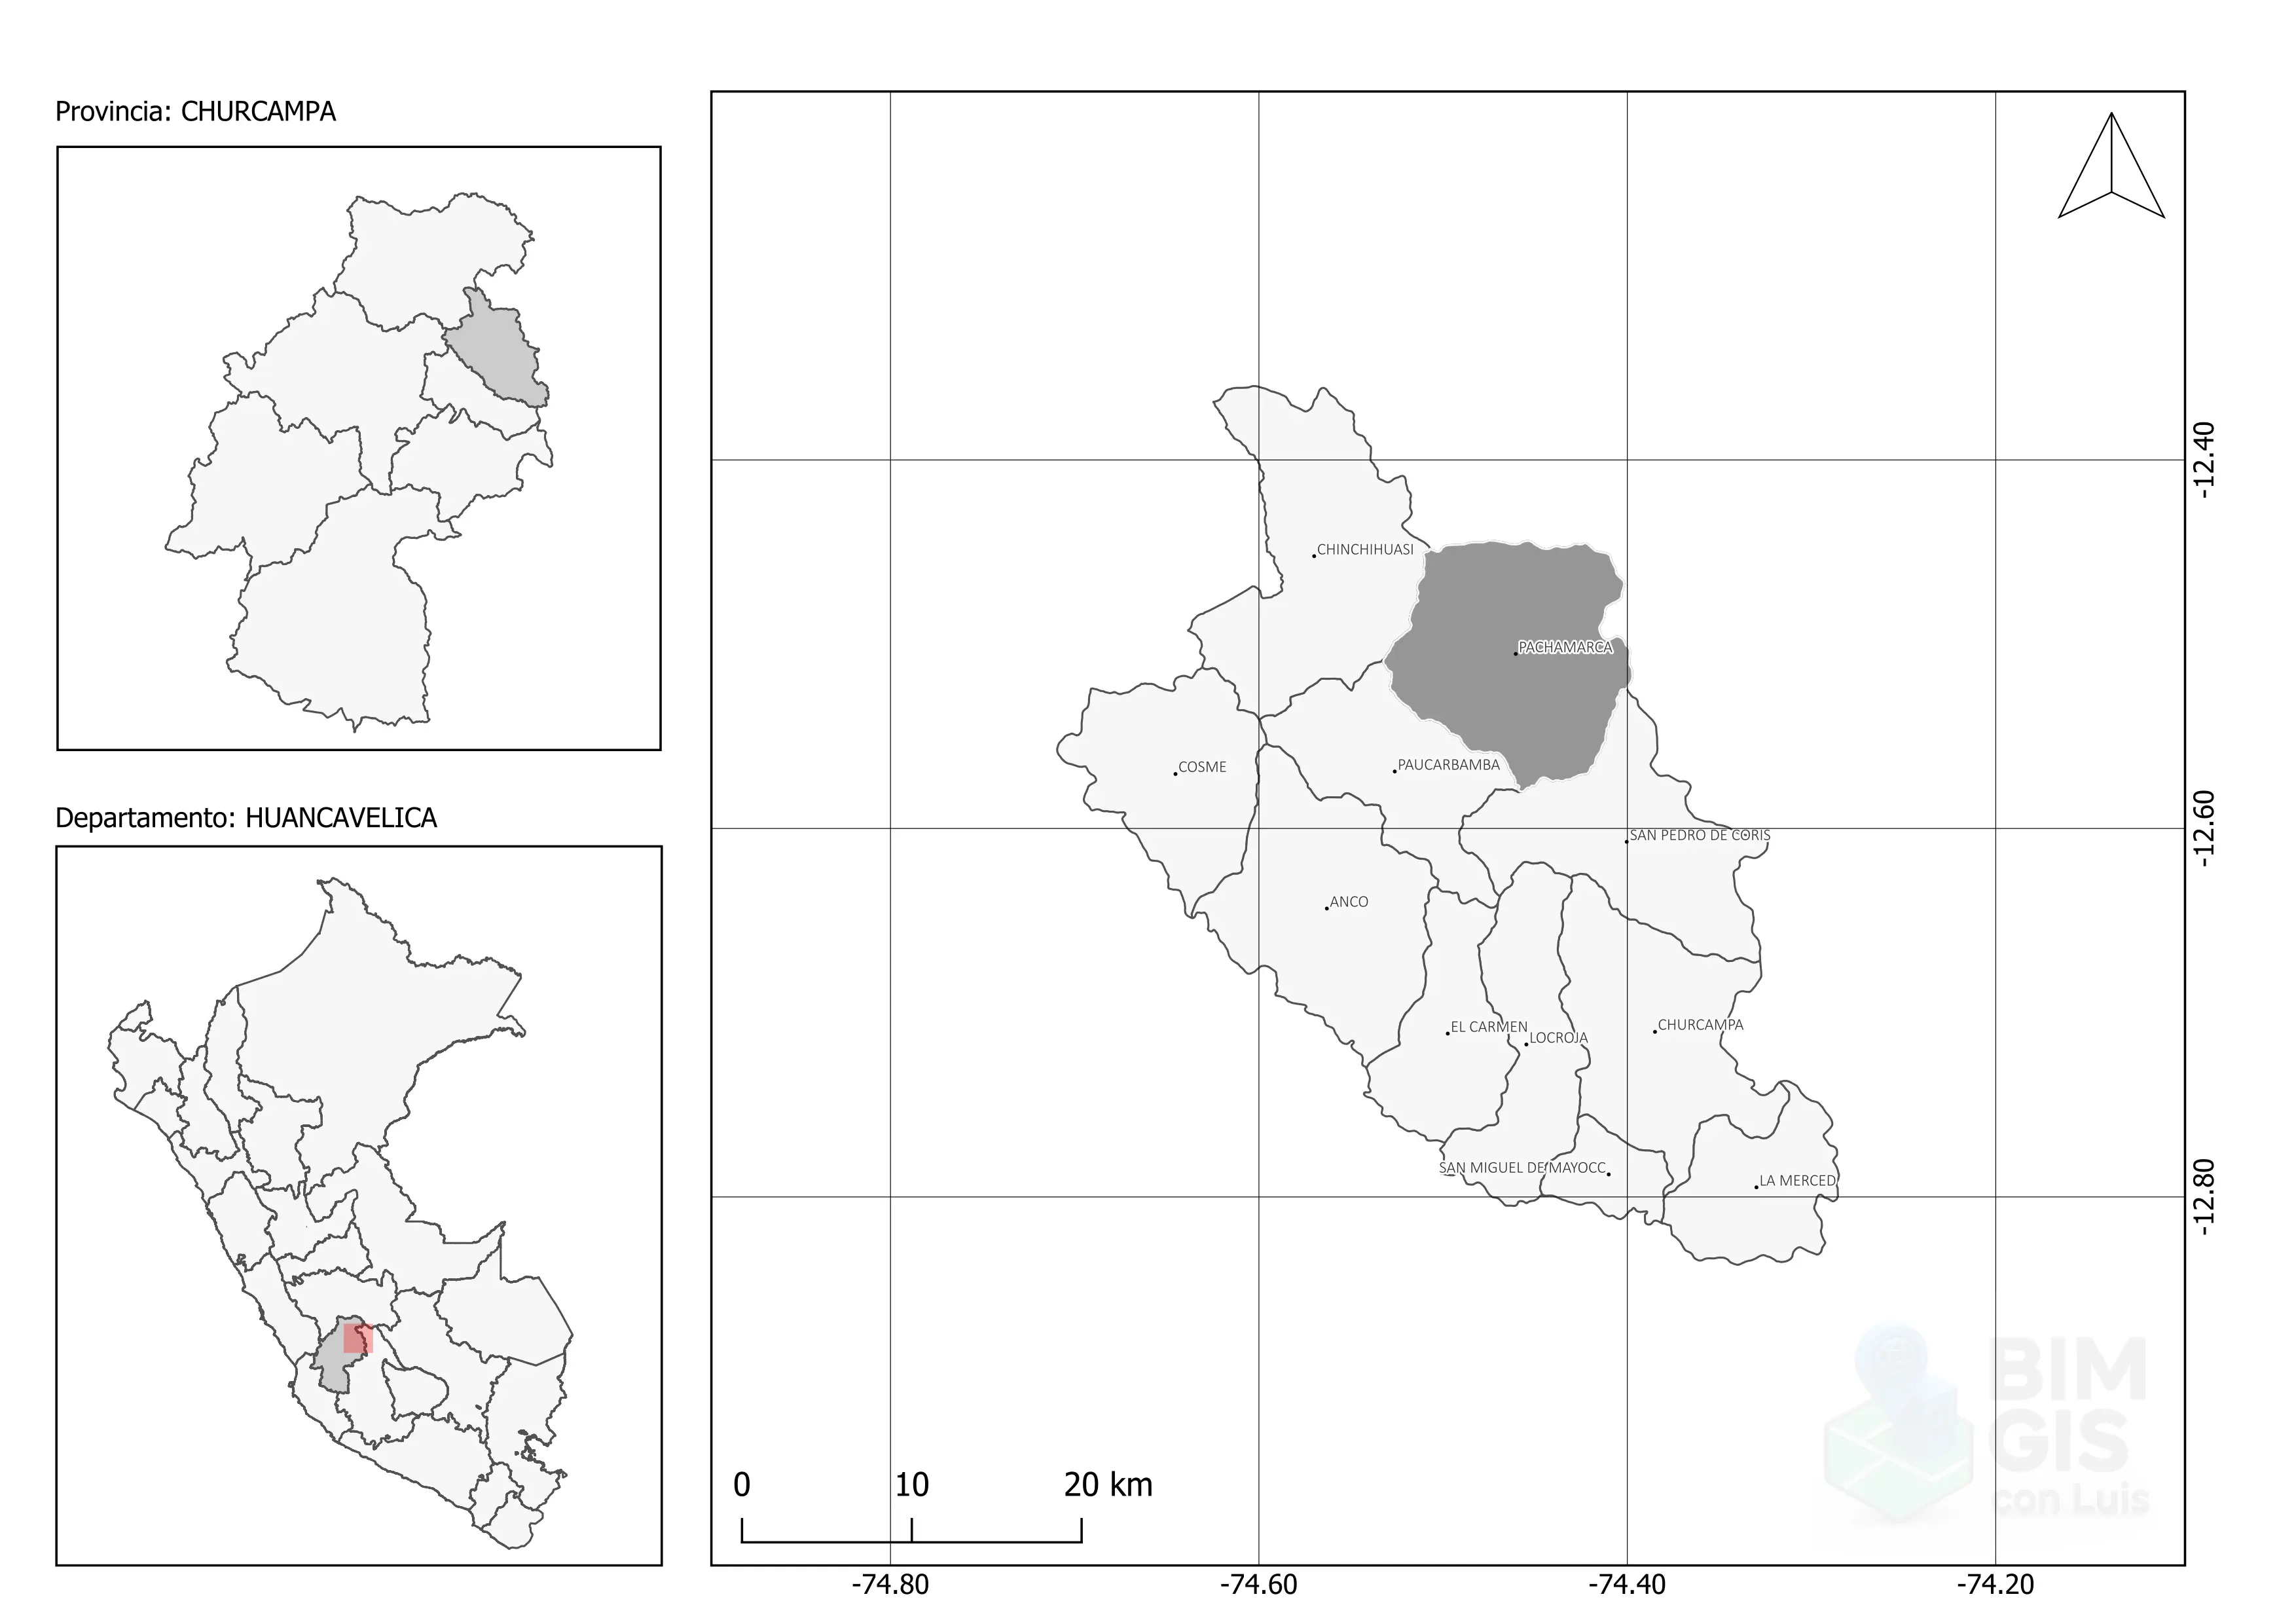 Provincia: CHURCAMPA
Departamento: HUANCAVELICA
CHINCHIHUASI
PACHAMARCA
COSME
PAUCARBAMBA
SAN PEDRO DE CORIS
ANCO
EL CARMEN
LOCROJA
CHURCAMPA
SAN MIGUEL DE MAYOCC
LA MERCED
-12.40
-12.60
-12.80
0 10 20 km
-74.80 -74.60 -74.40 -74.20
BIM
GIS
con Luis